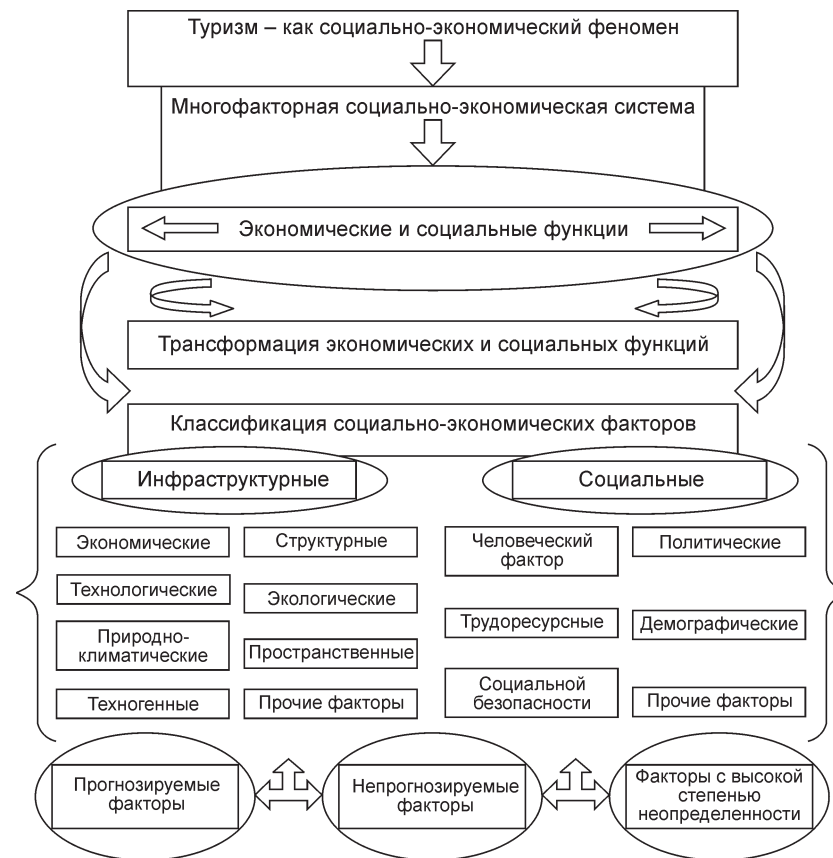 Туризм – как социально-экономический феномен
Многофакторная социально-экономическая система
Экономические и социальные функции
Трансформация экономических и социальных функций
Классификация социально-экономических факторов
Инфраструктурные
Социальные
Экономические
Структурные
Технологические
Экологические
Природно-
климатические
Пространственные
Техногенные
Прочие факторы
Человеческий
фактор
Политические
Трудоресурсные
Демографические
Социальной
безопасности
Прочие факторы
Прогнозируемые
факторы
Непрогнозируемые
факторы
Факторы с высокой
степенью
неопределенности